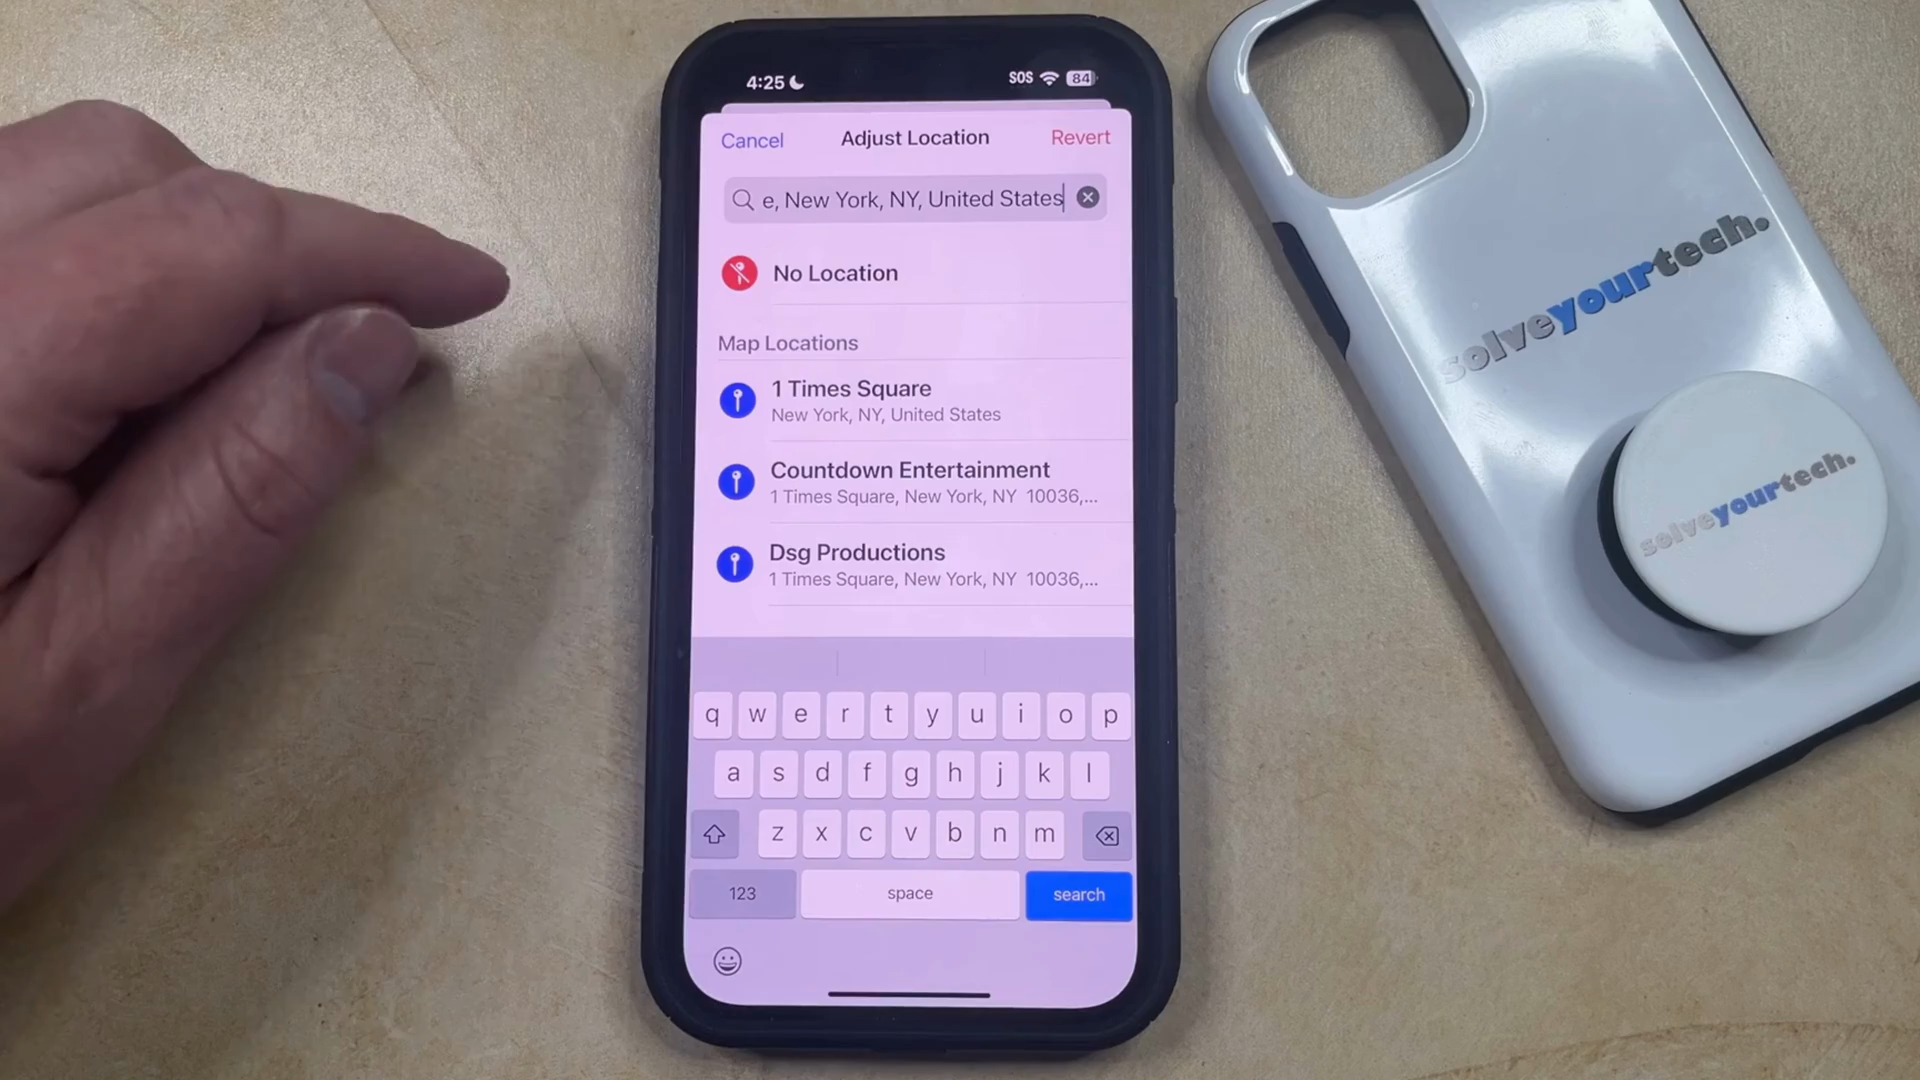 4:25
SOS
84
Cancel
Adjust Location
Revert
e, New York, NY, United States
No Location
Map Locations
1 Times Square
New York, NY, United States
Countdown Entertainment
1 Times Square, New York, NY 10036,...
Dsg Productions
1 Times Square, New York, NY 10036,...
q w e r t y u i o p
a s d f g h j k l
z x c v b n m
123
space
search
solveyourtech.
solveyourtech.